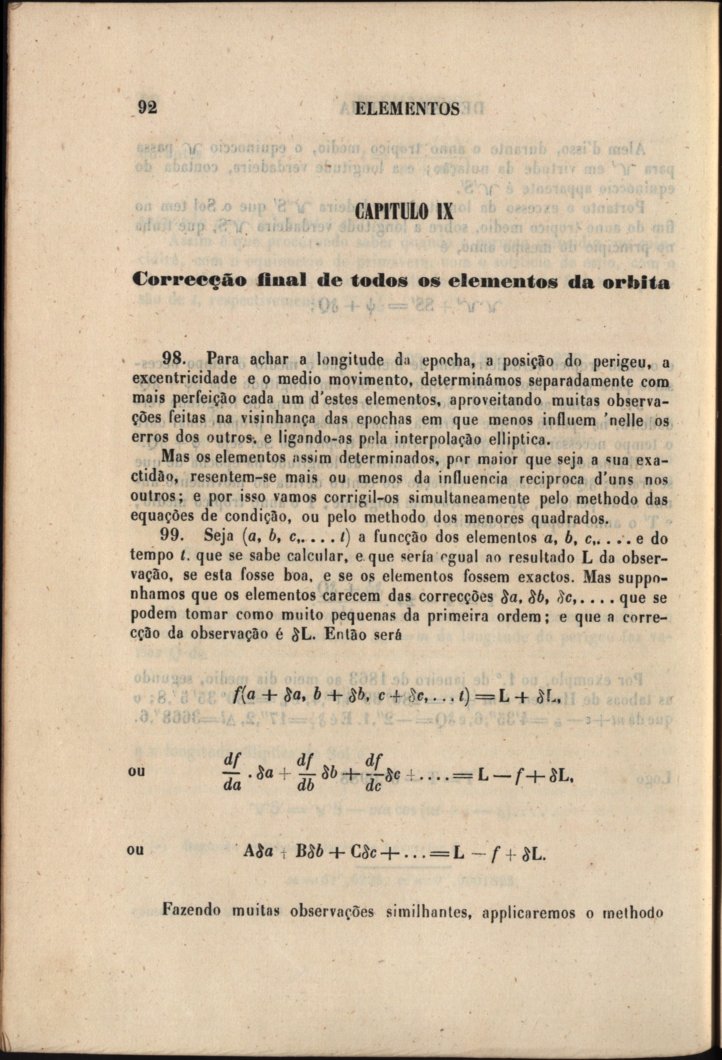 92 ELEMENTOS
CAPITULO IX
Correcção final de todos os elementos da orbita
98. Para achar a longitude da epocha, a posição do perigeu, a
excentricidade e o medio movimento, determinámos separadamente com
mais perfeição cada um d'estes elementos, aproveitando muitas observa-
ções feitas na visinhança das epochas em que menos influem 'nelle os
erros dos outros, e ligando-as pela interpolação elliptica.
Mas os elementos assim determinados, por maior que seja a sua exa-
ctidão, resentem-se mais ou menos da influencia reciproca d'uns nos
outros; e por isso vamos corrigil-os simultaneamente pelo methodo das
equações de condição, ou pelo methodo dos menores quadrados.
99. Seja (a, b, c,....t) a funcção dos elementos a, b, c,.... e do
tempo t. que se sabe calcular, e que sería egual ao resultado L da obser-
vação, se esta fosse boa, e se os elementos fossem exactos. Mas suppo-
nhamos que os elementos carecem das correcções δa, δb, δc,.... que se
podem tomar como muito pequenas da primeira ordem; e que a corre-
cção da observação é δL. Então será
f(a + δa, b + δb, c + δc,...t) = L + δL,
ou df/da . δa + df/db δb + df/dc δc + .... = L — f + δL,
ou Aδa + Bδb + Cδc + ... = L — f + δL.
Fazendo muitas observações similhantes, applicaremos o methodo